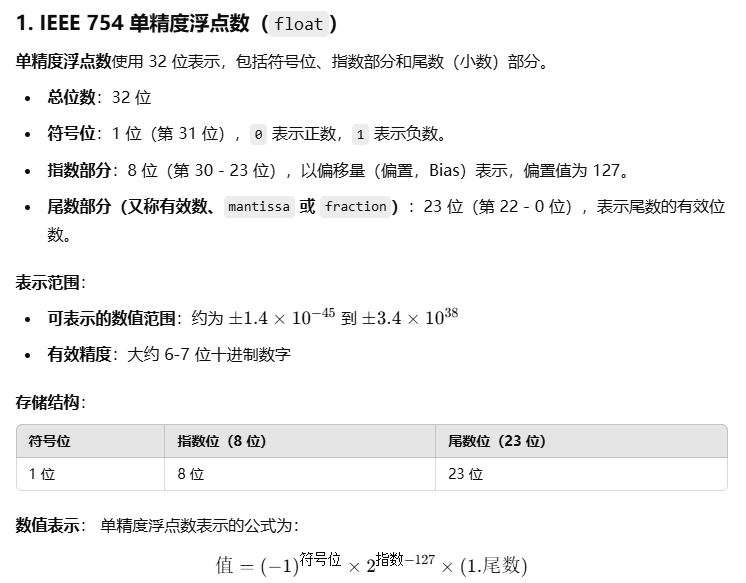 1. IEEE 754 单精度浮点数（float）
单精度浮点数使用 32 位表示，包括符号位、指数部分和尾数（小数）部分。
• 总位数：32 位
• 符号位：1 位（第 31 位），0 表示正数，1 表示负数。
• 指数部分：8 位（第 30 - 23 位），以偏移量（偏置，Bias）表示，偏置值为 127。
• 尾数部分（又称有效数、mantissa 或 fraction）：23 位（第 22 - 0 位），表示尾数的有效位
数。
表示范围：
• 可表示的数值范围：约为 ±1.4 × 10⁻⁴⁵ 到 ±3.4 × 10³⁸
• 有效精度：大约 6-7 位十进制数字
存储结构：
符号位 指数位（8 位） 尾数位（23 位）
1 位 8 位 23 位
数值表示： 单精度浮点数表示的公式为：
值 = (−1)^符号位 × 2^指数−127 × (1.尾数)